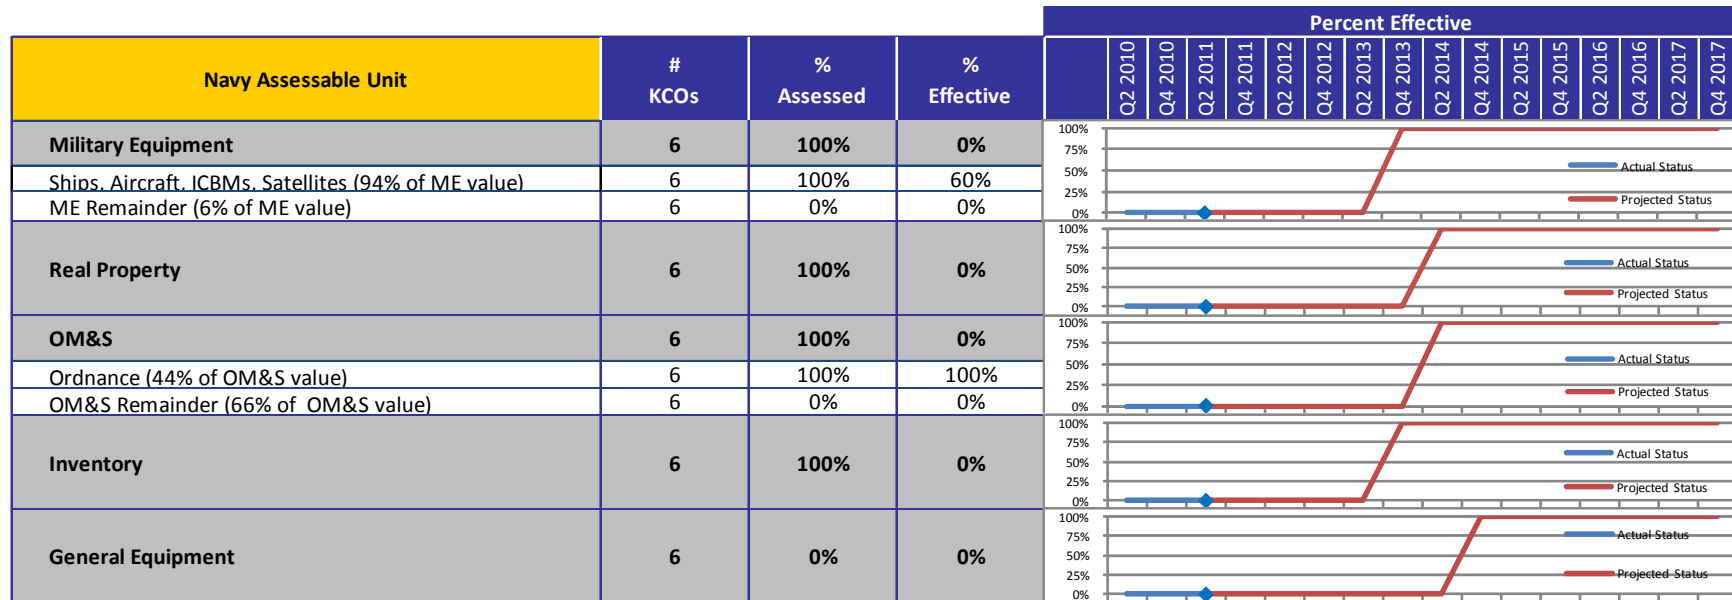 Percent Effective
Navy Assessable Unit
#
KCOs
%
Assessed
%
Effective
Q2 2010
Q4 2010
Q2 2011
Q4 2011
Q2 2012
Q4 2012
Q2 2013
Q4 2013
Q2 2014
Q4 2014
Q2 2015
Q4 2015
Q2 2016
Q4 2016
Q2 2017
Q4 2017
Military Equipment 6 100% 0%
Ships, Aircraft, ICBMs, Satellites (94% of ME value) 6 100% 60%
ME Remainder (6% of ME value) 6 0% 0%
100%
75%
50%
25%
0%
Actual Status
Projected Status
Real Property 6 100% 0%
100%
75%
50%
25%
0%
Actual Status
Projected Status
OM&S 6 100% 0%
Ordnance (44% of OM&S value) 6 100% 100%
OM&S Remainder (66% of OM&S value) 6 0% 0%
100%
75%
50%
25%
0%
Actual Status
Projected Status
Inventory 6 100% 0%
100%
75%
50%
25%
0%
Actual Status
Projected Status
General Equipment 6 0% 0%
100%
75%
50%
25%
0%
Actual Status
Projected Status